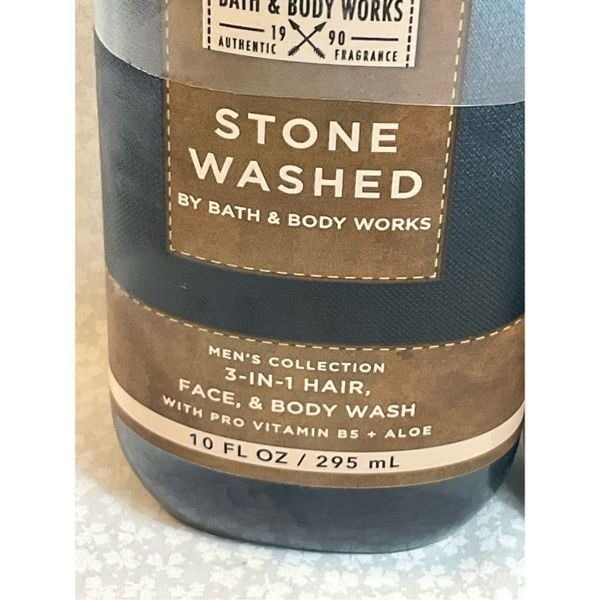 BATH & BODY WORKS
19 90
AUTHENTIC FRAGRANCE
STONE
WASHED
BY BATH & BODY WORKS
MEN'S COLLECTION
3-IN-1 HAIR,
FACE, & BODY WASH
WITH PRO VITAMIN B5 + ALOE
10 FL OZ / 295 mL